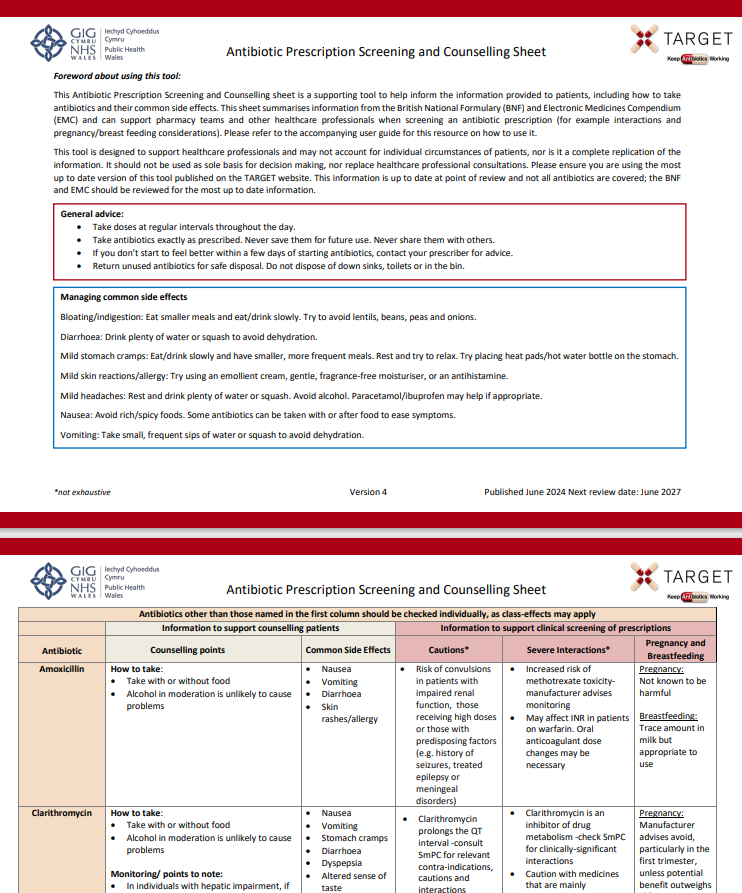 GIG
CYMRU
NHS
WALES
Iechyd Cyhoeddus
Cymru
Public Health
Wales
Antibiotic Prescription Screening and Counselling Sheet
TARGET
Keep Antibiotics Working
Foreword about using this tool:
This Antibiotic Prescription Screening and Counselling sheet is a supporting tool to help inform the information provided to patients, including how to take
antibiotics and their common side effects. This sheet summarises information from the British National Formulary (BNF) and Electronic Medicines Compendium
(EMC) and can support pharmacy teams and other healthcare professionals when screening an antibiotic prescription (for example interactions and
pregnancy/breast feeding considerations). Please refer to the accompanying user guide for this resource on how to use it.
This tool is designed to support healthcare professionals and may not account for individual circumstances of patients, nor is it a complete replication of the
information. It should not be used as sole basis for decision making, nor replace healthcare professional consultations. Please ensure you are using the most
up to date version of this tool published on the TARGET website. This information is up to date at point of review and not all antibiotics are covered; the BNF
and EMC should be reviewed for the most up to date information.
General advice:
• Take doses at regular intervals throughout the day.
• Take antibiotics exactly as prescribed. Never save them for future use. Never share them with others.
• If you don't start to feel better within a few days of starting antibiotics, contact your prescriber for advice.
• Return unused antibiotics for safe disposal. Do not dispose of down sinks, toilets or in the bin.
Managing common side effects
Bloating/indigestion: Eat smaller meals and eat/drink slowly. Try to avoid lentils, beans, peas and onions.
Diarrhoea: Drink plenty of water or squash to avoid dehydration.
Mild stomach cramps: Eat/drink slowly and have smaller, more frequent meals. Rest and try to relax. Try placing heat pads/hot water bottle on the stomach.
Mild skin reactions/allergy: Try using an emollient cream, gentle, fragrance-free moisturiser, or an antihistamine.
Mild headaches: Rest and drink plenty of water or squash. Avoid alcohol. Paracetamol/ibuprofen may help if appropriate.
Nausea: Avoid rich/spicy foods. Some antibiotics can be taken with or after food to ease symptoms.
Vomiting: Take small, frequent sips of water or squash to avoid dehydration.
*not exhaustive
Version 4
Published June 2024 Next review date: June 2027
GIG
CYMRU
NHS
WALES
Iechyd Cyhoeddus
Cymru
Public Health
Wales
Antibiotic Prescription Screening and Counselling Sheet
TARGET
Keep Antibiotics Working
Antibiotics other than those named in the first column should be checked individually, as class-effects may apply
Information to support counselling patients
Information to support clinical screening of prescriptions
Antibiotic
Counselling points
Common Side Effects
Cautions*
Severe Interactions*
Pregnancy and
Breastfeeding
Amoxicillin
How to take:
• Take with or without food
• Alcohol in moderation is unlikely to cause
problems
• Nausea
• Vomiting
• Diarrhoea
• Skin
rashes/allergy
• Risk of convulsions
in patients with
impaired renal
function, those
receiving high doses
or those with
predisposing factors
(e.g. history of
seizures, treated
epilepsy or
meningeal
disorders)
• Increased risk of
methotrexate toxicity-
manufacturer advises
monitoring
• May affect INR in patients
on warfarin. Oral
anticoagulant dose
changes may be
necessary
Pregnancy:
Not known to be
harmful
Breastfeeding:
Trace amount in
milk but
appropriate to
use
Clarithromycin
How to take:
• Take with or without food
• Alcohol in moderation is unlikely to cause
problems
Monitoring/ points to note:
• In individuals with hepatic impairment, if
• Nausea
• Vomiting
• Stomach cramps
• Diarrhoea
• Dyspepsia
• Altered sense of
taste
• Clarithromycin
prolongs the QT
interval -consult
SmPC for relevant
contra-indications,
cautions and
interactions
• Clarithromycin is an
inhibitor of drug
metabolism -check SmPC
for clinically-significant
interactions
• Caution with medicines
that are mainly
Pregnancy:
Manufacturer
advises avoid,
particularly in the
first trimester,
unless potential
benefit outweighs